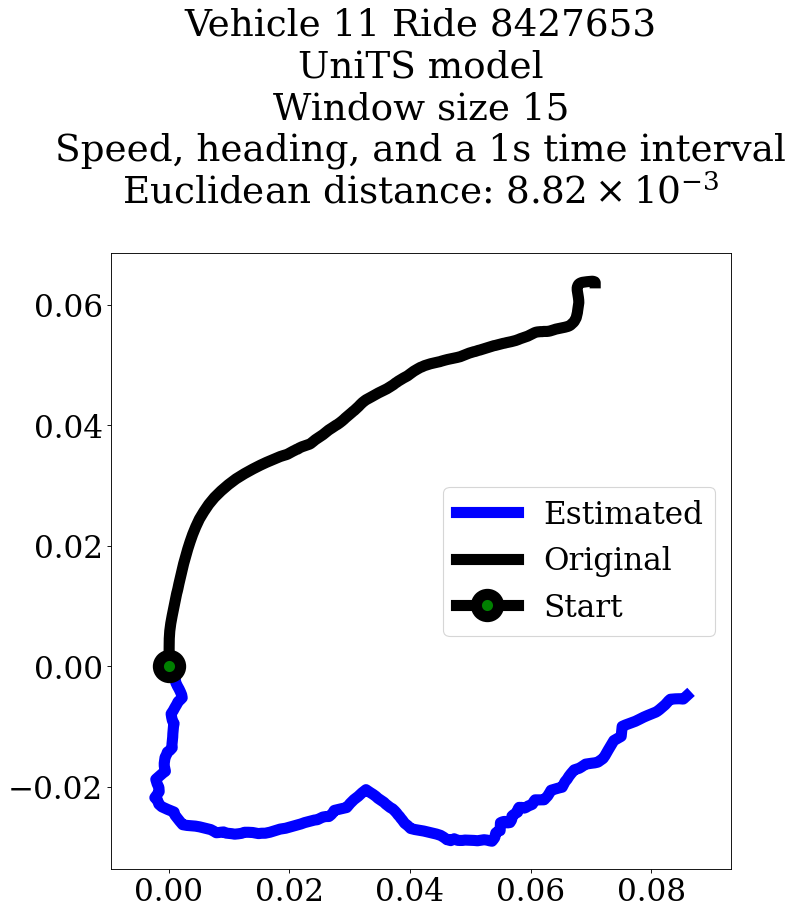 Vehicle 11 Ride 8427653
UniTS model
Window size 15
Speed, heading, and a 1s time interval
Euclidean distance: 8.82 × 10⁻³
0.06
0.04
0.02
0.00
−0.02
Estimated
Original
Start
0.00 0.02 0.04 0.06 0.08